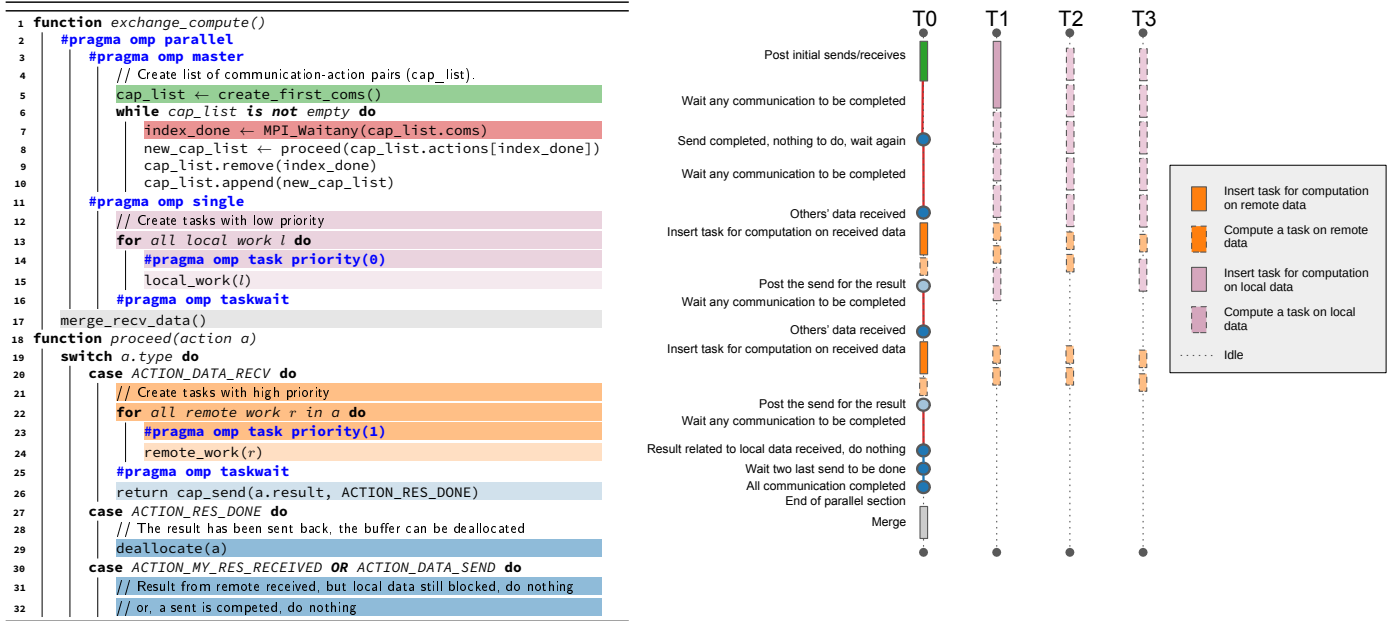 1 function exchange_compute()
2 #pragma omp parallel
3 #pragma omp master
4 // Create list of communication-action pairs (cap_list).
5 cap_list ← create_first_coms()
6 while cap_list is not empty do
7 index_done ← MPI_Waitany(cap_list.coms)
8 new_cap_list ← proceed(cap_list.actions[index_done])
9 cap_list.remove(index_done)
10 cap_list.append(new_cap_list)
11 #pragma omp single
12 // Create tasks with low priority
13 for all local work l do
14 #pragma omp task priority(0)
15 local_work(l)
16 #pragma omp taskwait
17 merge_recv_data()
18 function proceed(action a)
19 switch a.type do
20 case ACTION_DATA_RECV do
21 // Create tasks with high priority
22 for all remote work r in a do
23 #pragma omp task priority(1)
24 remote_work(r)
25 #pragma omp taskwait
26 return cap_send(a.result, ACTION_RES_DONE)
27 case ACTION_RES_DONE do
28 // The result has been sent back, the buffer can be deallocated
29 deallocate(a)
30 case ACTION_MY_RES_RECEIVED OR ACTION_DATA_SEND do
31 // Result from remote received, but local data still blocked, do nothing
32 // or, a sent is competed, do nothing
T0 T1 T2 T3
Post initial sends/receives
Wait any communication to be completed
Send completed, nothing to do, wait again
Wait any communication to be completed
Others' data received
Insert task for computation on received data
Post the send for the result
Wait any communication to be completed
Others' data received
Insert task for computation on received data
Post the send for the result
Wait any communication to be completed
Result related to local data received, do nothing
Wait two last send to be done
All communication completed
End of parallel section
Merge
Insert task for computation
on remote data
Compute a task on remote
data
Insert task for computation
on local data
Compute a task on local
data
Idle